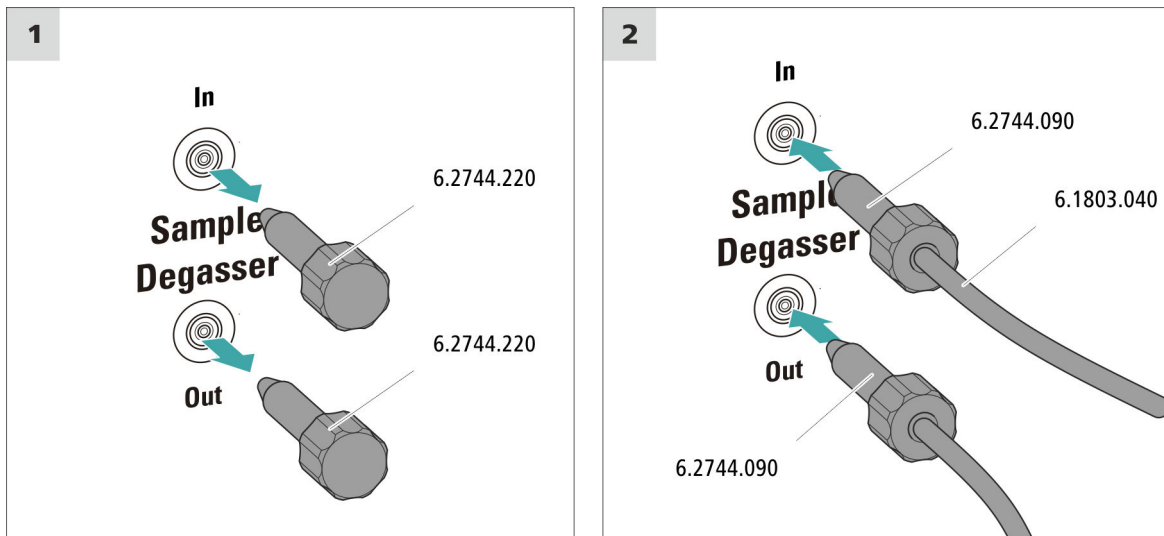 1
In
6.2744.220
Sample
Degasser
6.2744.220
Out
2
In
6.2744.090
6.1803.040
Sample
Degasser
Out
6.2744.090